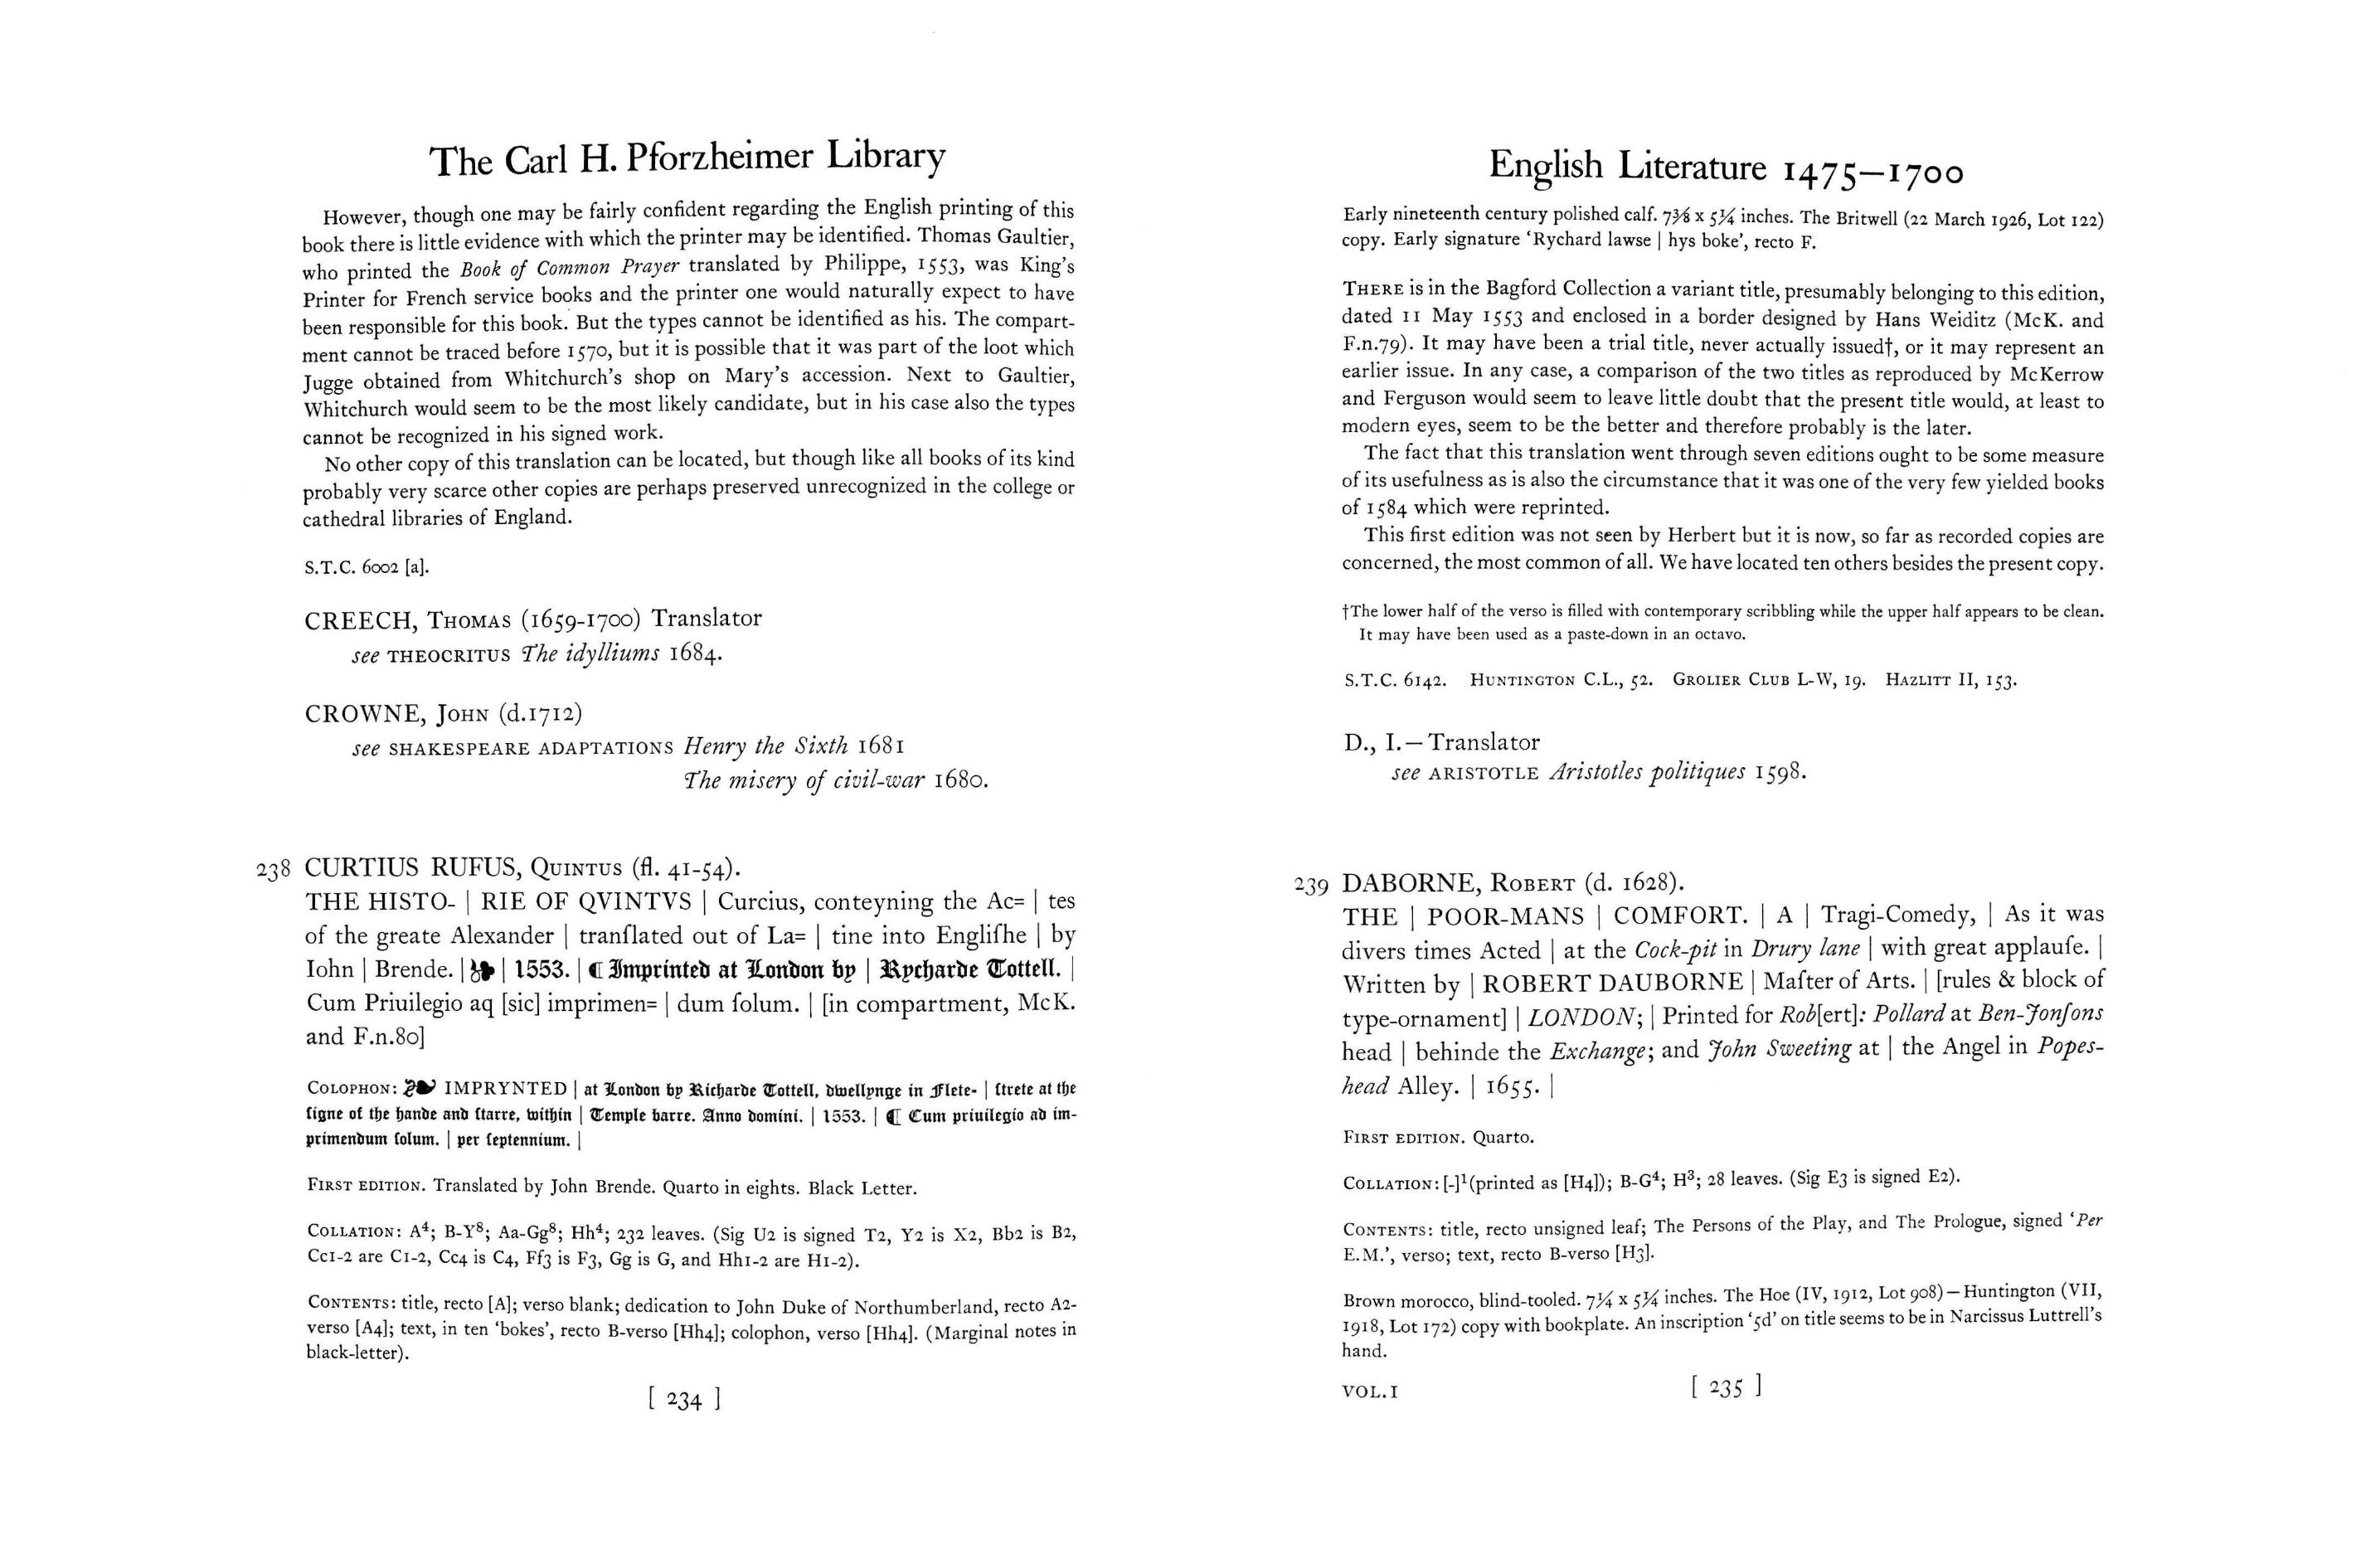 The Carl H. Pforzheimer Library
However, though one may be fairly confident regarding the English printing of this
book there is little evidence with which the printer may be identified. Thomas Gaultier,
who printed the Book of Common Prayer translated by Philippe, 1553, was King's
Printer for French service books and the printer one would naturally expect to have
been responsible for this book. But the types cannot be identified as his. The compart-
ment cannot be traced before 1570, but it is possible that it was part of the loot which
Jugge obtained from Whitchurch's shop on Mary's accession. Next to Gaultier,
Whitchurch would seem to be the most likely candidate, but in his case also the types
cannot be recognized in his signed work.
No other copy of this translation can be located, but though like all books of its kind
probably very scarce other copies are perhaps preserved unrecognized in the college or
cathedral libraries of England.
S.T.C. 6002 [a].
CREECH, THOMAS (1659-1700) Translator
see THEOCRITUS The idylliums 1684.
CROWNE, JOHN (d.1712)
see SHAKESPEARE ADAPTATIONS Henry the Sixth 1681
The misery of civil-war 1680.
238 CURTIUS RUFUS, QUINTUS (fl. 41-54).
THE HISTO- | RIE OF QVINTVS | Curcius, conteyning the Ac= | tes
of the greate Alexander | tranſlated out of La= | tine into Engliſhe | by
Iohn | Brende. | ❧ | 1553. | ¶ Imprinted at London by | Rycharde Tottell. |
Cum Priuilegio aq [sic] imprimen= | dum ſolum. | [in compartment, McK.
and F.n.80]
COLOPHON: ❧ IMPRYNTED | at London by Richarde Tottell, dwellynge in Flete- | ſtrete at the
ſigne of the hande and ſtarre, within | Temple barre. Anno domini. | 1553. | ¶ Cum priuilegio ad im-
primendum ſolum. | per ſeptennium. |
FIRST EDITION. Translated by John Brende. Quarto in eights. Black Letter.
COLLATION: A⁴; B-Y⁸; Aa-Gg⁸; Hh⁴; 232 leaves. (Sig U2 is signed T2, Y2 is X2, Bb2 is B2,
Cc1-2 are C1-2, Cc4 is C4, Ff3 is F3, Gg is G, and Hh1-2 are H1-2).
CONTENTS: title, recto [A]; verso blank; dedication to John Duke of Northumberland, recto A2-
verso [A4]; text, in ten 'bokes', recto B-verso [Hh4]; colophon, verso [Hh4]. (Marginal notes in
black-letter).
[ 234 ]
English Literature 1475—1700
Early nineteenth century polished calf. 7⅜ x 5¼ inches. The Britwell (22 March 1926, Lot 122)
copy. Early signature 'Rychard lawse | hys boke', recto F.
THERE is in the Bagford Collection a variant title, presumably belonging to this edition,
dated 11 May 1553 and enclosed in a border designed by Hans Weiditz (McK. and
F.n.79). It may have been a trial title, never actually issued†, or it may represent an
earlier issue. In any case, a comparison of the two titles as reproduced by McKerrow
and Ferguson would seem to leave little doubt that the present title would, at least to
modern eyes, seem to be the better and therefore probably is the later.
The fact that this translation went through seven editions ought to be some measure
of its usefulness as is also the circumstance that it was one of the very few yielded books
of 1584 which were reprinted.
This first edition was not seen by Herbert but it is now, so far as recorded copies are
concerned, the most common of all. We have located ten others besides the present copy.
†The lower half of the verso is filled with contemporary scribbling while the upper half appears to be clean.
It may have been used as a paste-down in an octavo.
S.T.C. 6142. HUNTINGTON C.L., 52. GROLIER CLUB L-W, 19. HAZLITT II, 153.
D., I.—Translator
see ARISTOTLE Aristotles politiques 1598.
239 DABORNE, ROBERT (d. 1628).
THE | POOR-MANS | COMFORT. | A | Tragi-Comedy, | As it was
divers times Acted | at the Cock-pit in Drury lane | with great applauſe. |
Written by | ROBERT DAUBORNE | Maſter of Arts. | [rules & block of
type-ornament] | LONDON; | Printed for Rob[ert]: Pollard at Ben-Jonſons
head | behinde the Exchange; and John Sweeting at | the Angel in Popes-
head Alley. | 1655. |
FIRST EDITION. Quarto.
COLLATION: [-]¹(printed as [H4]); B-G⁴; H³; 28 leaves. (Sig E3 is signed E2).
CONTENTS: title, recto unsigned leaf; The Persons of the Play, and The Prologue, signed 'Per
E.M.', verso; text, recto B-verso [H3].
Brown morocco, blind-tooled. 7¼ x 5¼ inches. The Hoe (IV, 1912, Lot 908)—Huntington (VII,
1918, Lot 172) copy with bookplate. An inscription '5d' on title seems to be in Narcissus Luttrell's
hand.
VOL.I
[ 235 ]